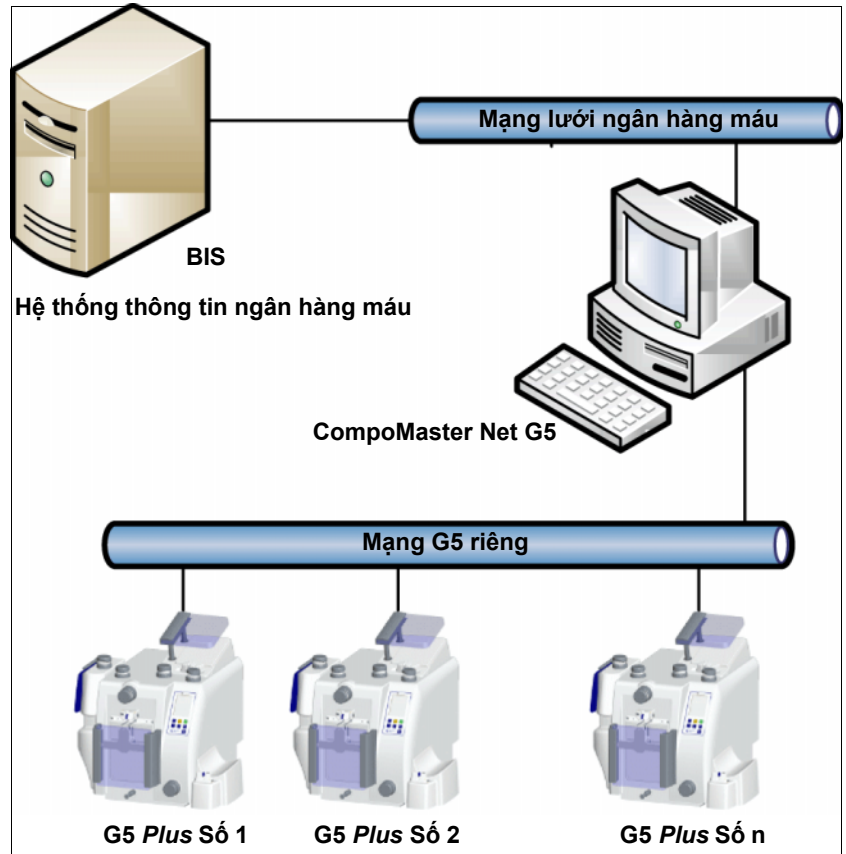 Mạng lưới ngân hàng máu
BIS
Hệ thống thông tin ngân hàng máu
CompoMaster Net G5
Mạng G5 riêng
G5 Plus Số 1
G5 Plus Số 2
G5 Plus Số n